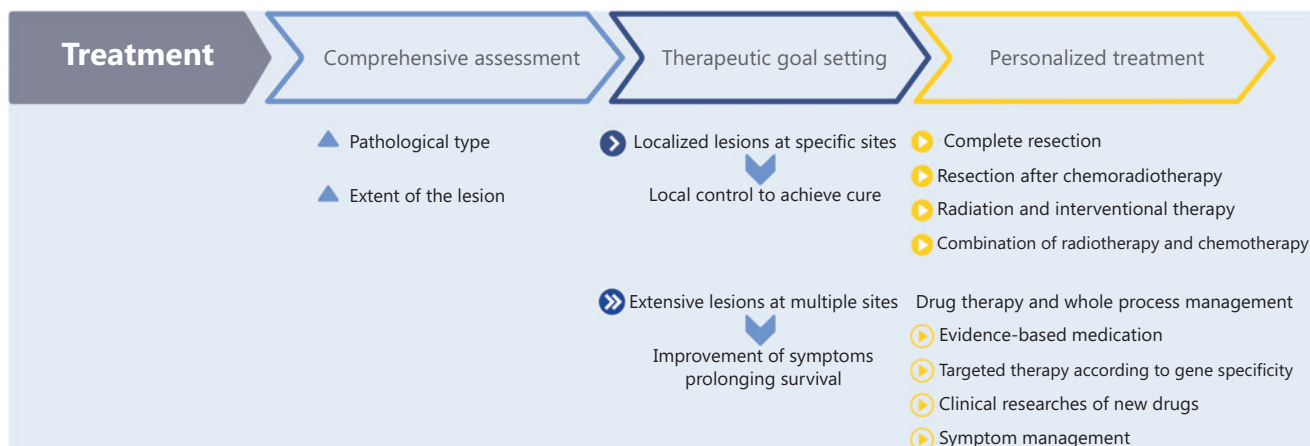 Treatment
Comprehensive assessment
Therapeutic goal setting
Personalized treatment
Pathological type
Extent of the lesion
Localized lesions at specific sites
Local control to achieve cure
Complete resection
Resection after chemoradiotherapy
Radiation and interventional therapy
Combination of radiotherapy and chemotherapy
Extensive lesions at multiple sites
Improvement of symptoms
prolonging survival
Drug therapy and whole process management
Evidence-based medication
Targeted therapy according to gene specificity
Clinical researches of new drugs
Symptom management